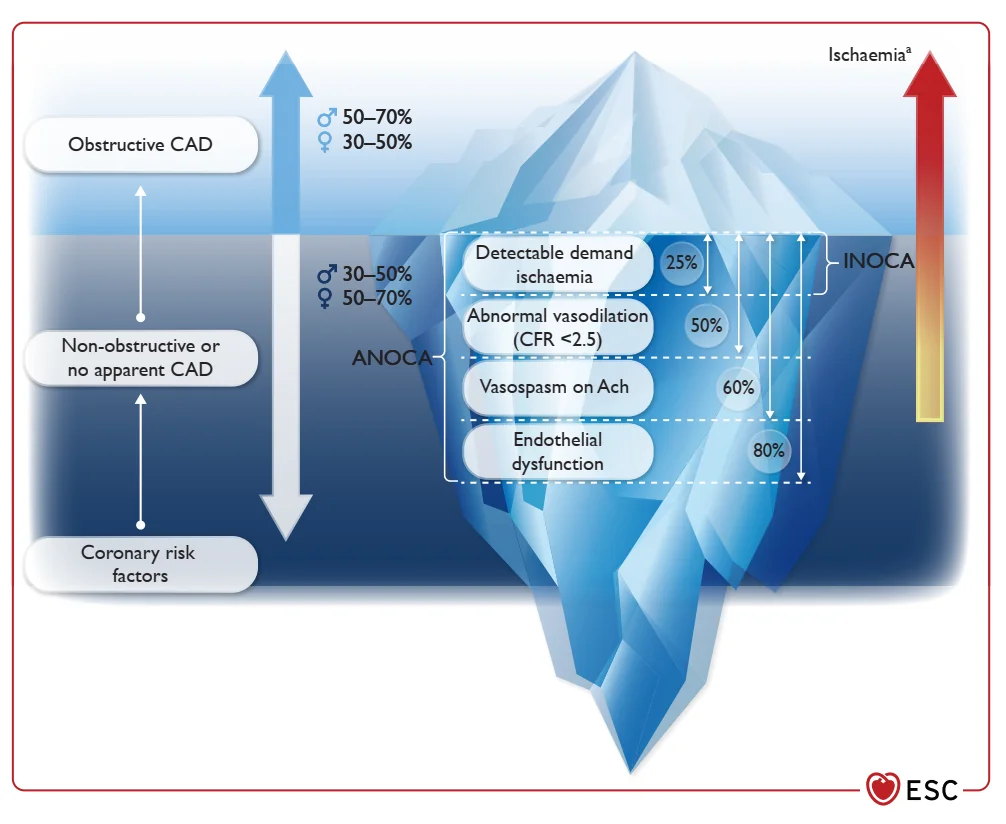 Ischaemiaª
♂ 50–70%
♀ 30–50%
Obstructive CAD
Detectable demand
ischaemia
25%
INOCA
♂ 30–50%
♀ 50–70%
Abnormal vasodilation
(CFR <2.5)
50%
ANOCA
Non-obstructive or
no apparent CAD
Vasospasm on Ach
60%
Endothelial
dysfunction
80%
Coronary risk
factors
ESC